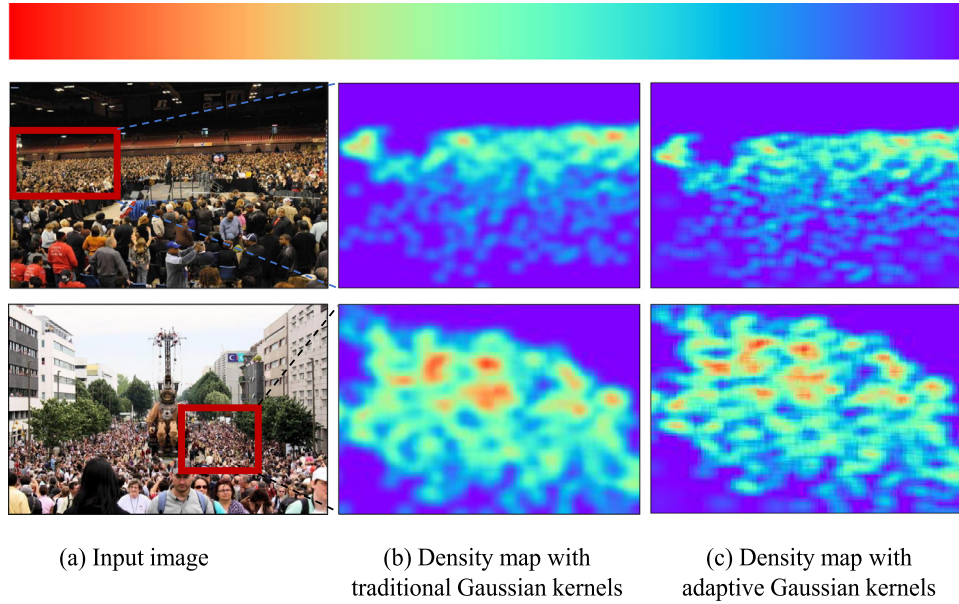 (a) Input image
(b) Density map with
traditional Gaussian kernels
(c) Density map with
adaptive Gaussian kernels